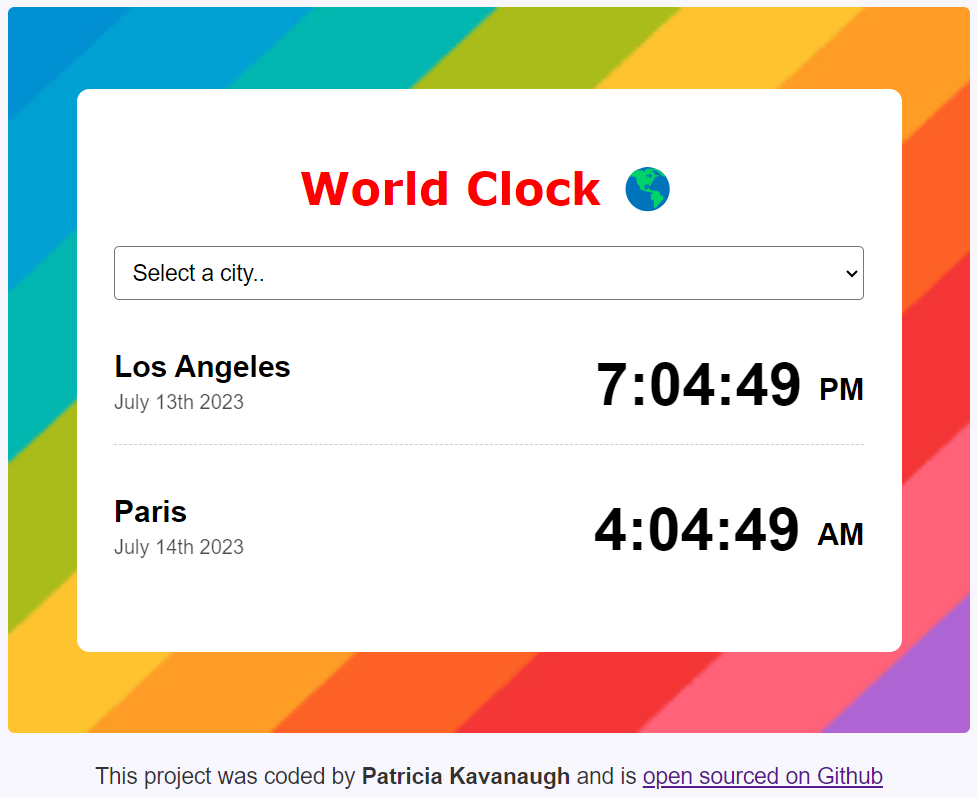 World Clock 🌎
Select a city..
Los Angeles
July 13th 2023
7:04:49 PM
Paris
July 14th 2023
4:04:49 AM
This project was coded by Patricia Kavanaugh and is open sourced on Github